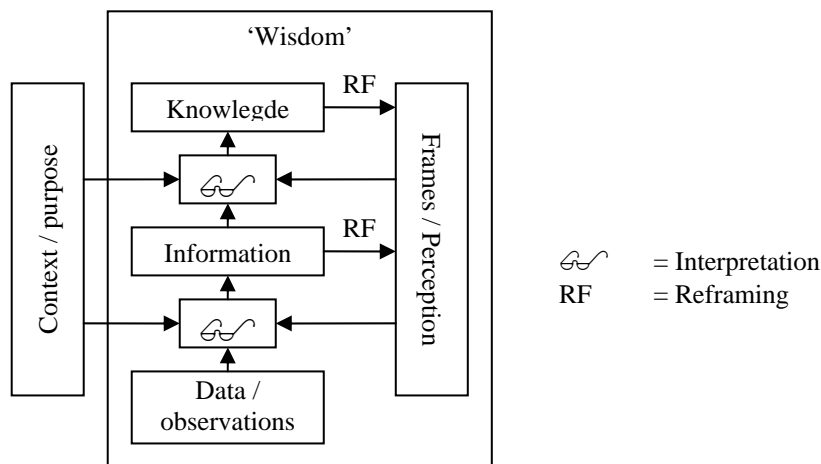 ‘Wisdom’
RF
Knowlegde
Context / purpose
Frames / Perception
RF
Information
Data /
observations
= Interpretation
RF = Reframing